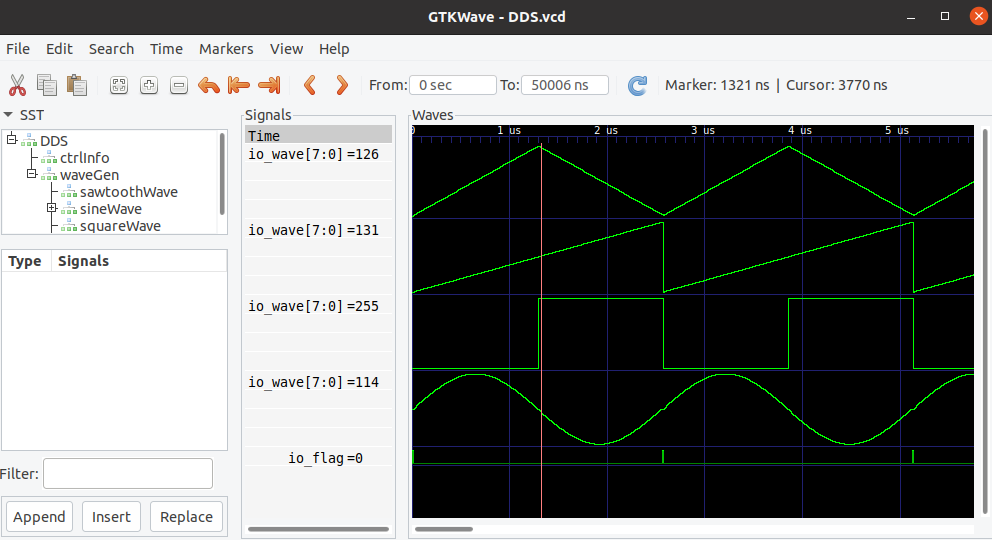 GTKWave - DDS.vcd
File Edit Search Time Markers View Help
From: 0 sec To: 50006 ns Marker: 1321 ns | Cursor: 3770 ns
SST
DDS
ctrlInfo
waveGen
sawtoothWave
sineWave
squareWave
Type Signals
Filter:
Append Insert Replace
Signals
Time
io_wave[7:0]=126
io_wave[7:0]=131
io_wave[7:0]=255
io_wave[7:0]=114
io_flag=0
Waves
0 1 us 2 us 3 us 4 us 5 us